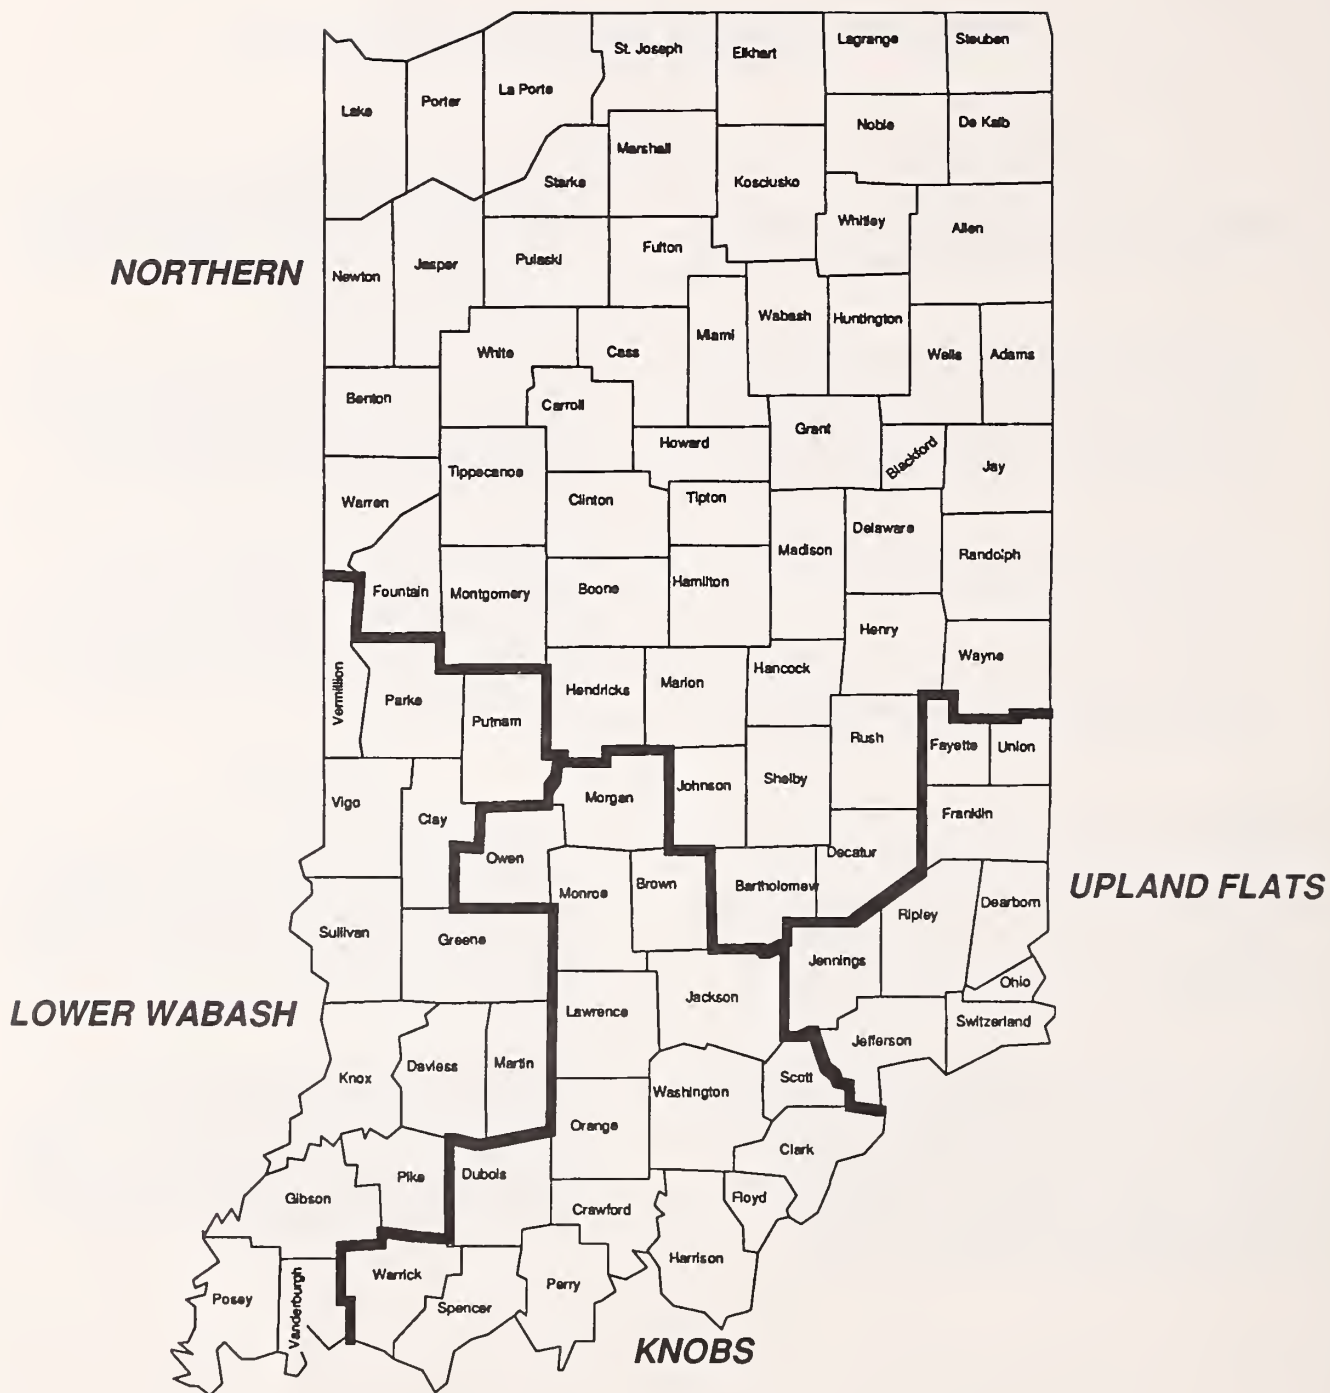 St. Joseph
Elkhart
Lagrange
Steuben
Lake
Porter
La Porte
Noble
De Kalb
Marshall
Starke
Kosciusko
Whitley
Allen
NORTHERN
Newton
Jasper
Pulaski
Fulton
Miami
Wabash
Huntington
White
Cass
Wells
Adams
Benton
Carroll
Grant
Howard
Blackford
Jay
Tippecanoe
Warren
Clinton
Tipton
Delaware
Madison
Randolph
Fountain
Montgomery
Boone
Hamilton
Henry
Wayne
Vermillion
Parke
Putnam
Hendricks
Marion
Hancock
Rush
Fayette
Union
Vigo
Clay
Morgan
Johnson
Shelby
Franklin
Owen
Monroe
Brown
Bartholomew
Decatur
Ripley
Dearborn
UPLAND FLATS
Sullivan
Greene
Jennings
Ohio
LOWER WABASH
Lawrence
Jackson
Jefferson
Switzerland
Knox
Daviess
Martin
Washington
Scott
Orange
Clark
Pike
Dubois
Gibson
Crawford
Floyd
Harrison
Posey
Vanderburgh
Warrick
Spencer
Perry
KNOBS